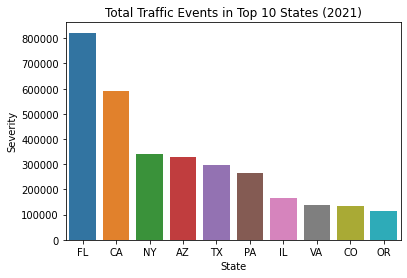 Total Traffic Events in Top 10 States (2021)
Severity
800000
700000
600000
500000
400000
300000
200000
100000
0
FL CA NY AZ TX PA IL VA CO OR
State